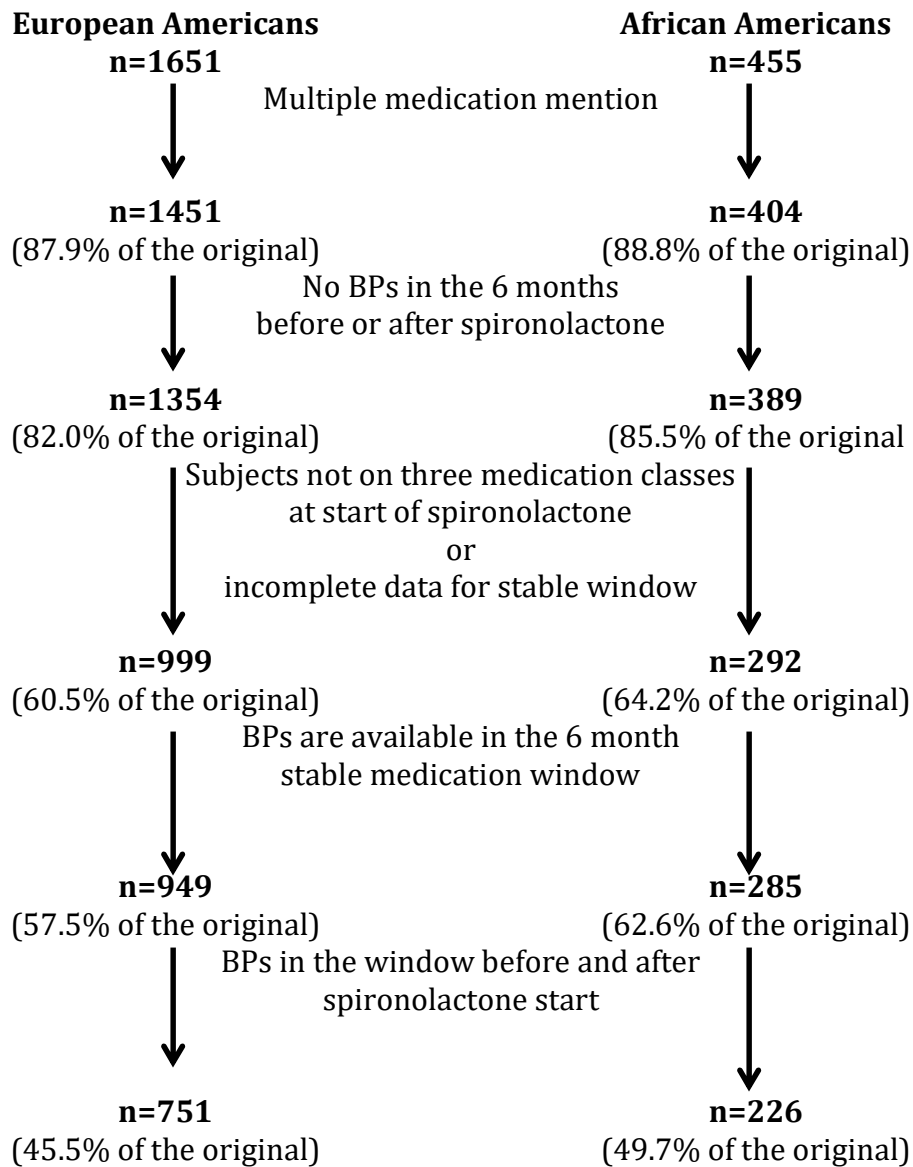 European Americans African Americans
n=1651 n=455
Multiple medication mention
n=1451 n=404
(87.9% of the original) (88.8% of the original)
No BPs in the 6 months
before or after spironolactone
n=1354 n=389
(82.0% of the original) (85.5% of the original
Subjects not on three medication classes
at start of spironolactone
or
incomplete data for stable window
n=999 n=292
(60.5% of the original) (64.2% of the original)
BPs are available in the 6 month
stable medication window
n=949 n=285
(57.5% of the original) (62.6% of the original)
BPs in the window before and after
spironolactone start
n=751 n=226
(45.5% of the original) (49.7% of the original)